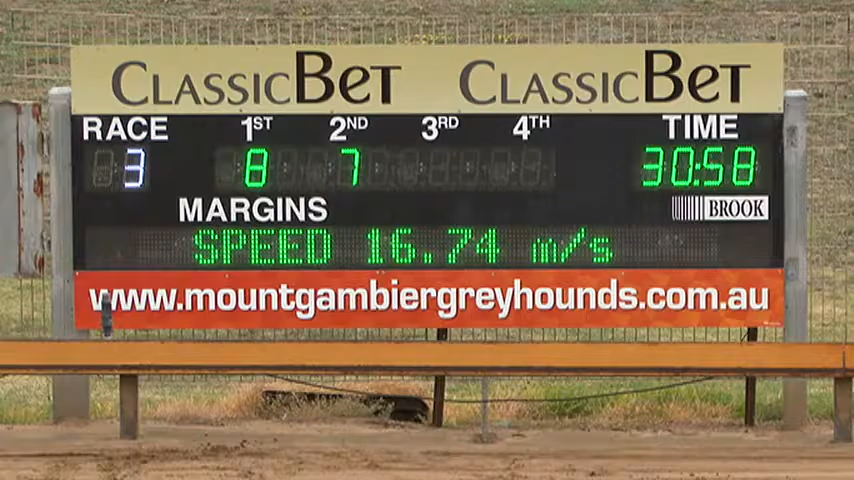 CLASSICBET CLASSICBET
RACE 1ST 2ND 3RD 4TH TIME
3 8 7 30:58
MARGINS BROOK
SPEED 16.74 m/s
www.mountgambiergreyhounds.com.au